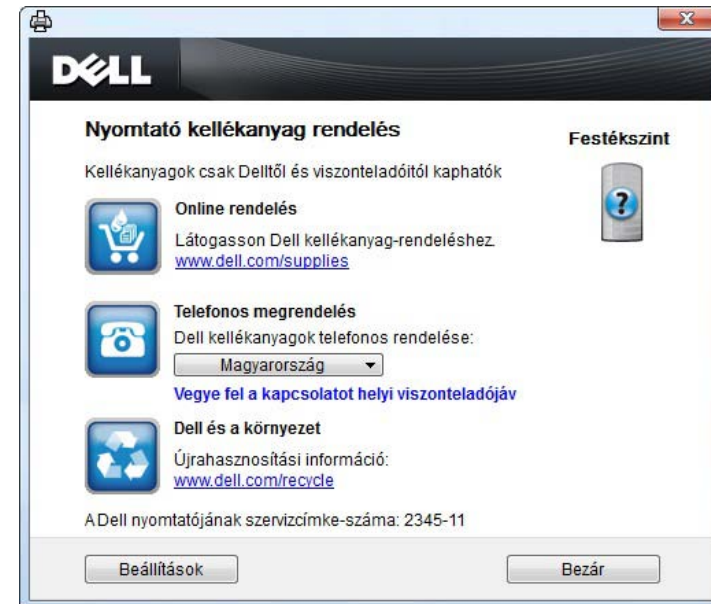 DELL
Nyomtató kellékanyag rendelés
Festékszint
Kellékanyagok csak Delltől és viszonteladóitól kaphatók
?
Online rendelés
Látogasson Dell kellékanyag-rendeléshez.
www.dell.com/supplies
Telefonos megrendelés
Dell kellékanyagok telefonos rendelése:
Magyarország
Vegye fel a kapcsolatot helyi viszonteladójáv
Dell és a környezet
Újrahasznosítási információ:
www.dell.com/recycle
A Dell nyomtatójának szervizcímke-száma: 2345-11
Beállítások
Bezár